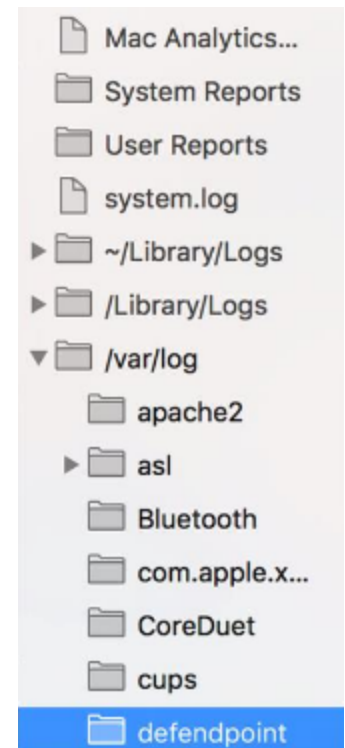 Mac Analytics...
System Reports
User Reports
system.log
~/Library/Logs
/Library/Logs
/var/log
apache2
asl
Bluetooth
com.apple.x...
CoreDuet
cups
defendpoint